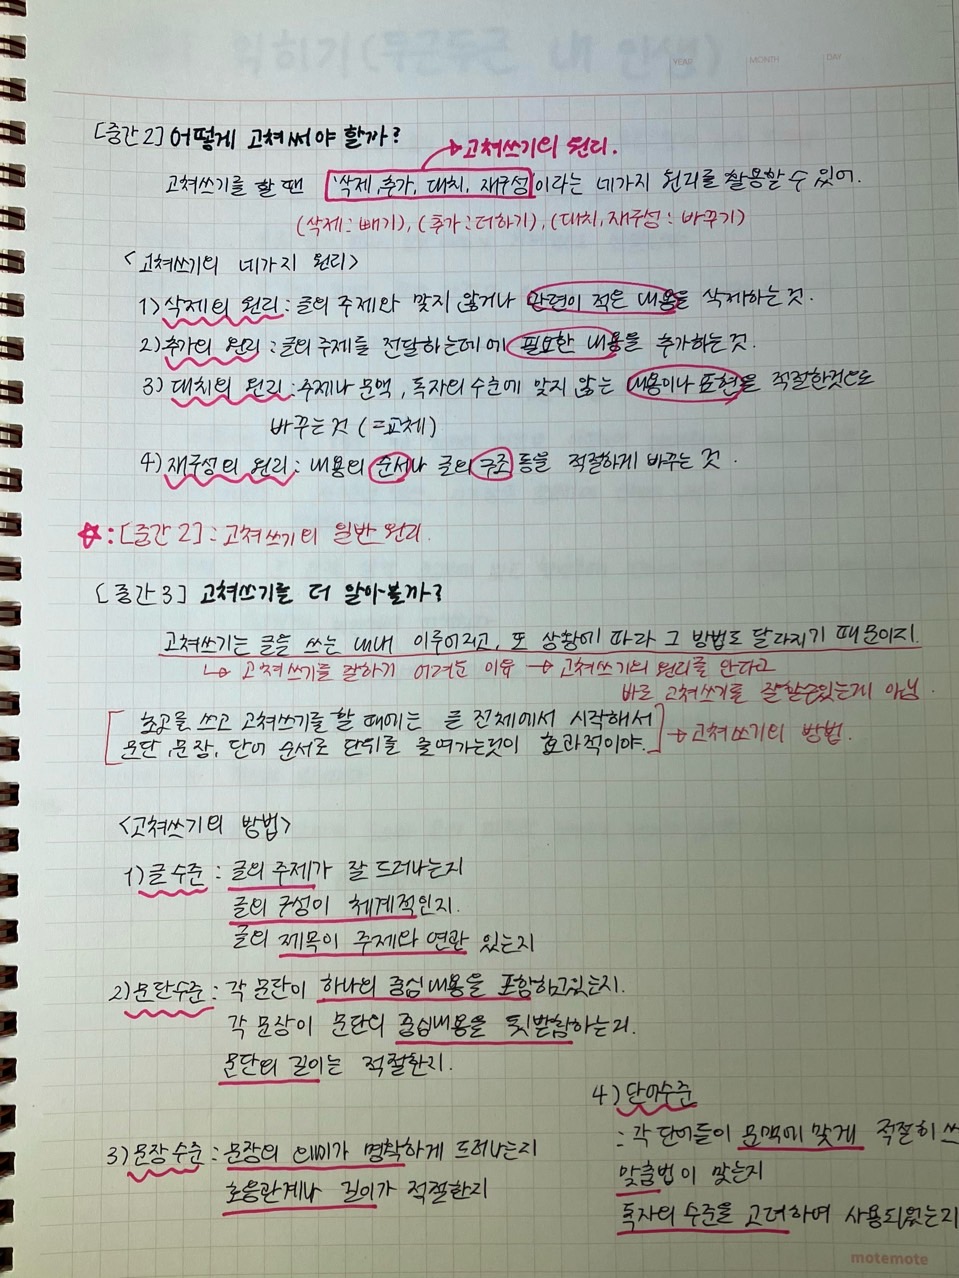 YEAR MONTH DAY
[중간2] 어떻게 고쳐써야 할까?
→고쳐쓰기의 원리.
고쳐쓰기를 할 땐 '삭제, 추가, 대치, 재구성'이라는 네가지 원리를 활용할 수 있어.
(삭제:빼기), (추가:더하기), (대치, 재구성: 바꾸기)
<고쳐쓰기의 네가지 원리>
1) 삭제의 원리 : 글의 주제와 맞지 않거나 관련이 적은 내용을 삭제하는 것.
2) 추가의 원리 : 글의 주제를 전달하는데에 필요한 내용을 추가하는 것.
3) 대치의 원리 : 주제나 문맥, 독자의 수준에 맞지 않는 내용이나 표현을 적절한것으로
바꾸는 것 (=교체)
4) 재구성의 원리 : 내용의 순서나 글의 구조 등을 적절하게 바꾸는 것.
☆:[중간2]: 고쳐쓰기의 일반 원리.
[중간3] 고쳐쓰기를 더 알아볼까?
고쳐쓰기는 글을 쓰는 내내 이루어지고, 또 상황에 따라 그 방법도 달라지기 때문이지.
↳ 고쳐쓰기를 잘하기 어려운 이유 → 고쳐쓰기의 원리를 안다고
바로 고쳐쓰기를 잘할수있는게 아님.
[초고를 쓰고 고쳐쓰기를 할 때에는 글 전체에서 시작해서
문단, 문장, 단어 순서로 단위를 줄여가는것이 효과적이야.] →고쳐쓰기의 방법.
<고쳐쓰기의 방법>
1) 글 수준 : 글의 주제가 잘 드러나는지
글의 구성이 체계적인지.
글의 제목이 주제와 연관 있는지
2) 문단수준 : 각 문단이 하나의 중심내용을 포함하고있는지.
각 문장이 문단의 중심내용을 뒷받침하는지.
문단의 길이는 적절한지.
3) 문장 수준 : 문장의 의미가 명확하게 드러나는지
호응관계나 길이가 적절한지
4) 단어수준
: 각 단어들이 문맥에 맞게 적절히 쓰
맞춤법이 맞는지
독자의 수준을 고려하여 사용되었는지
motemote